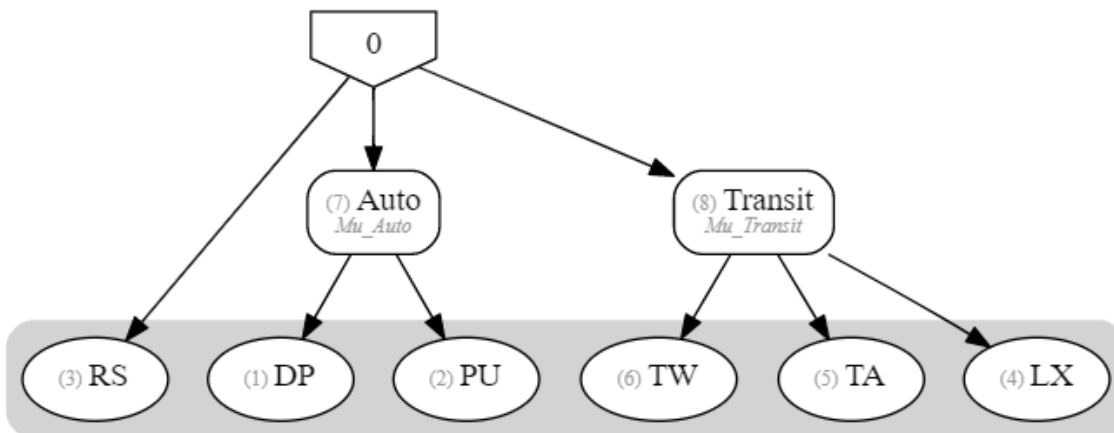 0
(7) Auto
Mu_Auto
(8) Transit
Mu_Transit
(3) RS
(1) DP
(2) PU
(6) TW
(5) TA
(4) LX